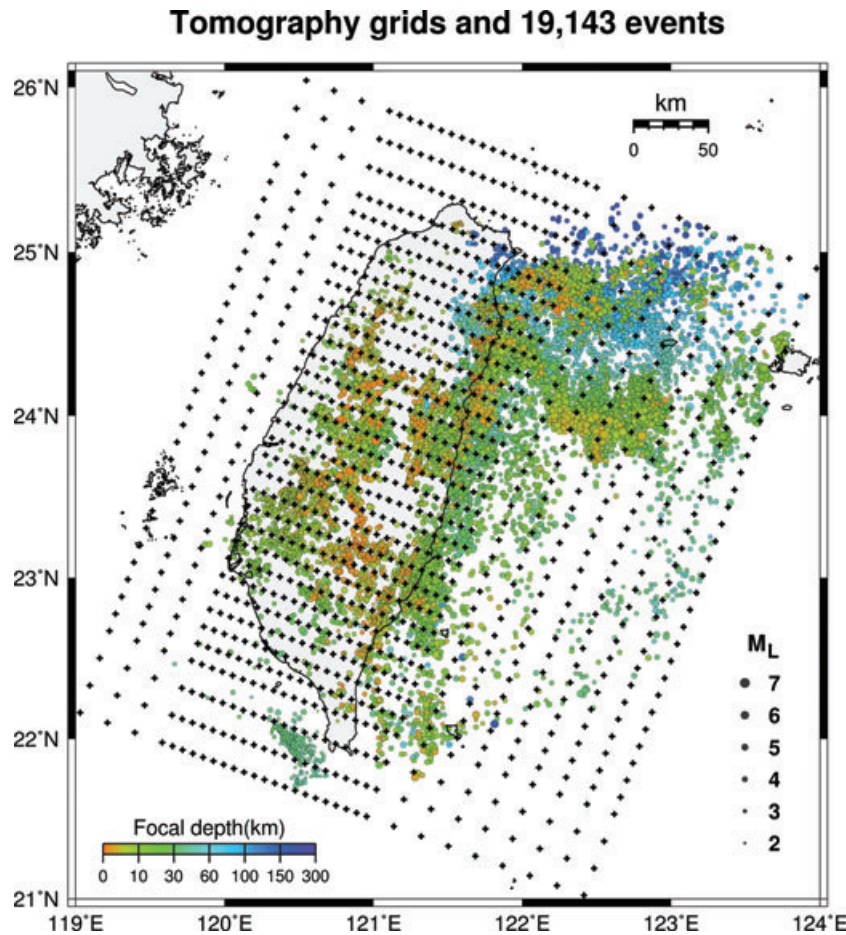 Tomography grids and 19,143 events
26°N
25°N
24°N
23°N
22°N
21°N
km
0 50
ML
7
6
5
4
3
2
Focal depth(km)
0 10 30 60 100 150 300
119°E 120°E 121°E 122°E 123°E 124°E